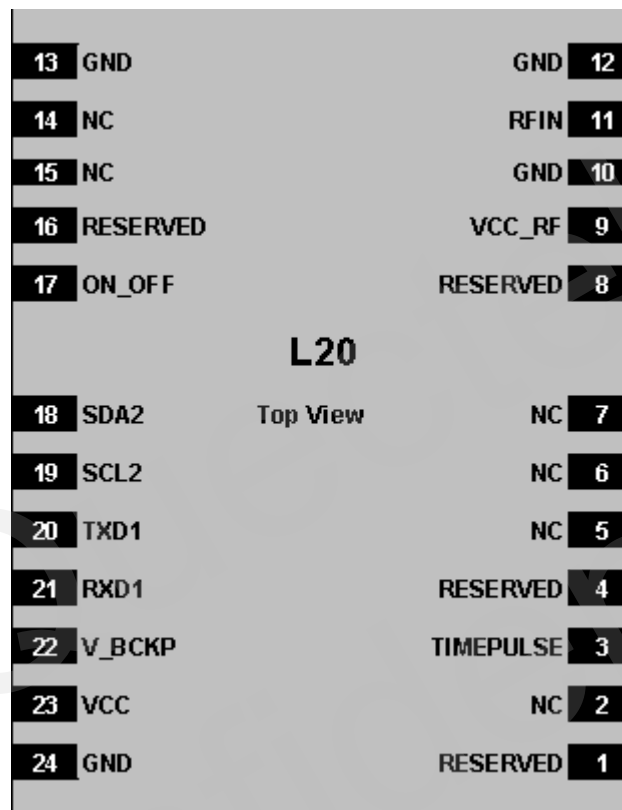 13 GND GND 12
14 NC RFIN 11
15 NC GND 10
16 RESERVED VCC_RF 9
17 ON_OFF RESERVED 8
L20
18 SDA2 Top View NC 7
19 SCL2 NC 6
20 TXD1 NC 5
21 RXD1 RESERVED 4
22 V_BCKP TIMEPULSE 3
23 VCC NC 2
24 GND RESERVED 1